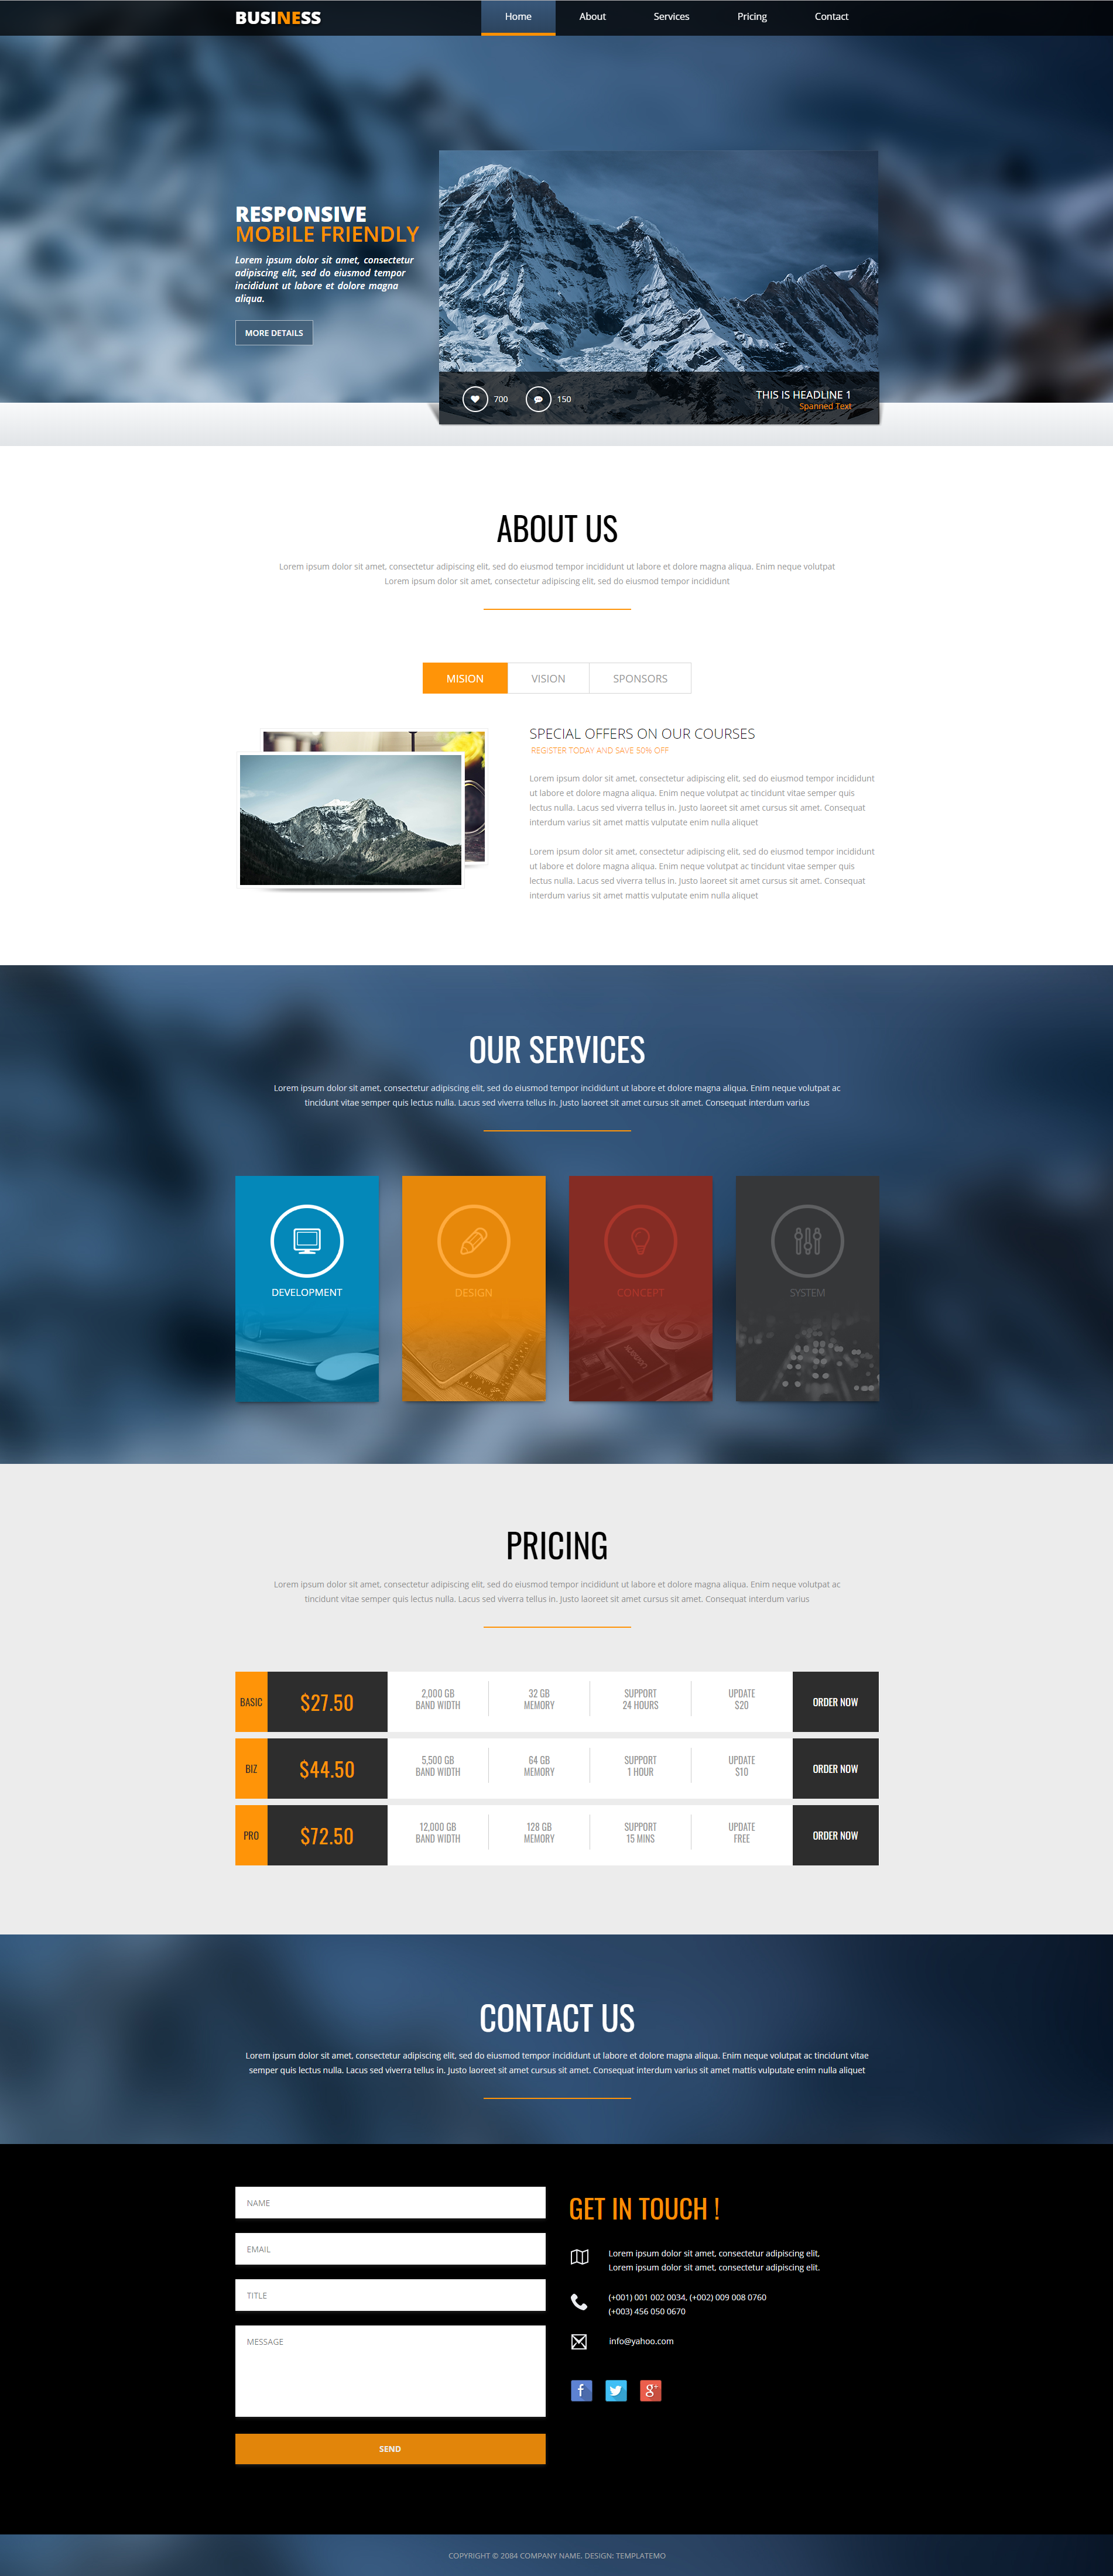 BUSINESS
Home
About
Services
Pricing
Contact
RESPONSIVE
MOBILE FRIENDLY
Lorem ipsum dolor sit amet, consectetur
adipiscing elit, sed do eiusmod tempor
incididunt ut labore et dolore magna
aliqua.
MORE DETAILS
700
150
THIS IS HEADLINE 1
Spanned Text
ABOUT US
Lorem ipsum dolor sit amet, consectetur adipiscing elit, sed do eiusmod tempor incididunt ut labore et dolore magna aliqua. Enim neque volutpat
Lorem ipsum dolor sit amet, consectetur adipiscing elit, sed do eiusmod tempor incididunt
MISION
VISION
SPONSORS
SPECIAL OFFERS ON OUR COURSES
REGISTER TODAY AND SAVE 50% OFF
Lorem ipsum dolor sit amet, consectetur adipiscing elit, sed do eiusmod tempor incididunt
ut labore et dolore magna aliqua. Enim neque volutpat ac tincidunt vitae semper quis
lectus nulla. Lacus sed viverra tellus in. Justo laoreet sit amet cursus sit amet. Consequat
interdum varius sit amet mattis vulputate enim nulla aliquet
Lorem ipsum dolor sit amet, consectetur adipiscing elit, sed do eiusmod tempor incididunt
ut labore et dolore magna aliqua. Enim neque volutpat ac tincidunt vitae semper quis
lectus nulla. Lacus sed viverra tellus in. Justo laoreet sit amet cursus sit amet. Consequat
interdum varius sit amet mattis vulputate enim nulla aliquet
OUR SERVICES
Lorem ipsum dolor sit amet, consectetur adipiscing elit, sed do eiusmod tempor incididunt ut labore et dolore magna aliqua. Enim neque volutpat ac
tincidunt vitae semper quis lectus nulla. Lacus sed viverra tellus in. Justo laoreet sit amet cursus sit amet. Consequat interdum varius
DEVELOPMENT
DESIGN
CONCEPT
SYSTEM
PRICING
Lorem ipsum dolor sit amet, consectetur adipiscing elit, sed do eiusmod tempor incididunt ut labore et dolore magna aliqua. Enim neque volutpat ac
tincidunt vitae semper quis lectus nulla. Lacus sed viverra tellus in. Justo laoreet sit amet cursus sit amet. Consequat interdum varius
BASIC
$27.50
2,000 GB
BAND WIDTH
32 GB
MEMORY
SUPPORT
24 HOURS
UPDATE
$20
ORDER NOW
BIZ
$44.50
5,500 GB
BAND WIDTH
64 GB
MEMORY
SUPPORT
1 HOUR
UPDATE
$10
ORDER NOW
PRO
$72.50
12,000 GB
BAND WIDTH
128 GB
MEMORY
SUPPORT
15 MINS
UPDATE
FREE
ORDER NOW
CONTACT US
Lorem ipsum dolor sit amet, consectetur adipiscing elit, sed do eiusmod tempor incididunt ut labore et dolore magna aliqua. Enim neque volutpat ac tincidunt vitae
semper quis lectus nulla. Lacus sed viverra tellus in. Justo laoreet sit amet cursus sit amet. Consequat interdum varius sit amet mattis vulputate enim nulla aliquet
NAME
EMAIL
TITLE
MESSAGE
SEND
GET IN TOUCH !
Lorem ipsum dolor sit amet, consectetur adipiscing elit,
Lorem ipsum dolor sit amet, consectetur adipiscing elit.
(+001) 001 002 0034, (+002) 009 008 0760
(+003) 456 050 0670
info@yahoo.com
COPYRIGHT © 2084 COMPANY NAME. DESIGN: TEMPLATEMO